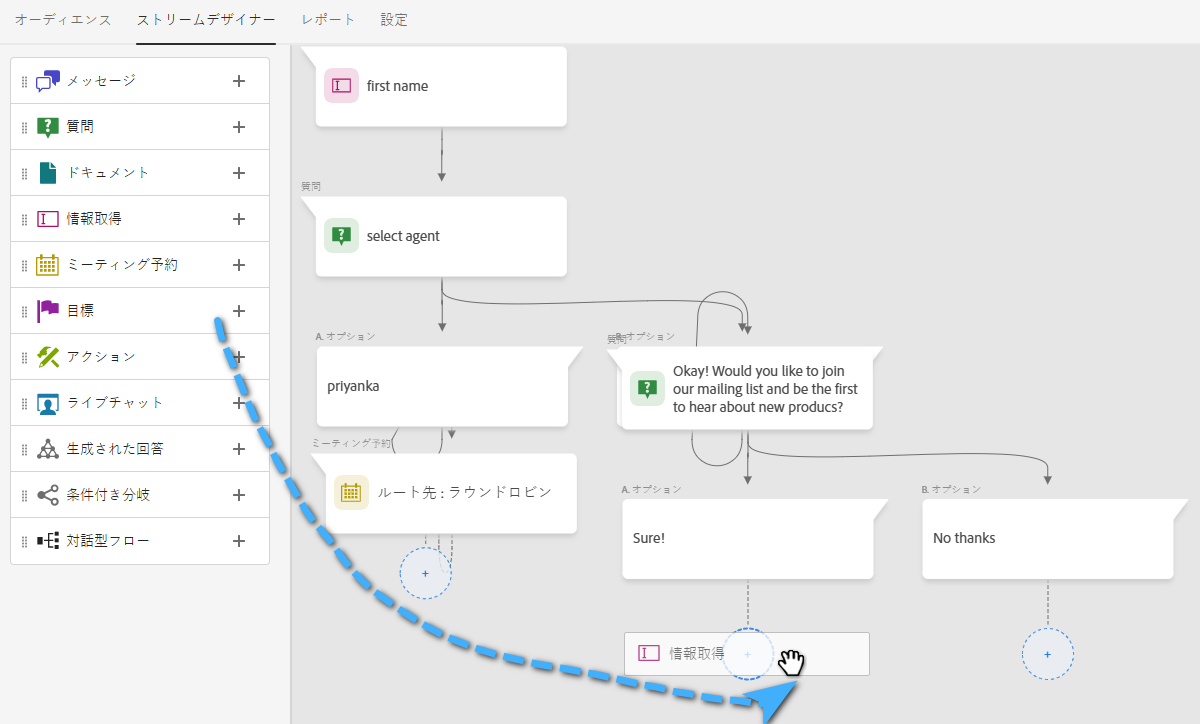 オーディエンス ストリームデザイナー レポート 設定
メッセージ
質問
ドキュメント
情報取得
ミーティング予約
目標
アクション
ライブチャット
生成された回答
条件付き分岐
対話型フロー
first name
質問
select agent
A. オプション
priyanka
ミーティング予約
ルート先 : ラウンドロビン
質問
B. オプション
Okay! Would you like to join
our mailing list and be the first
to hear about new producs?
A. オプション
Sure!
B. オプション
No thanks
情報取得